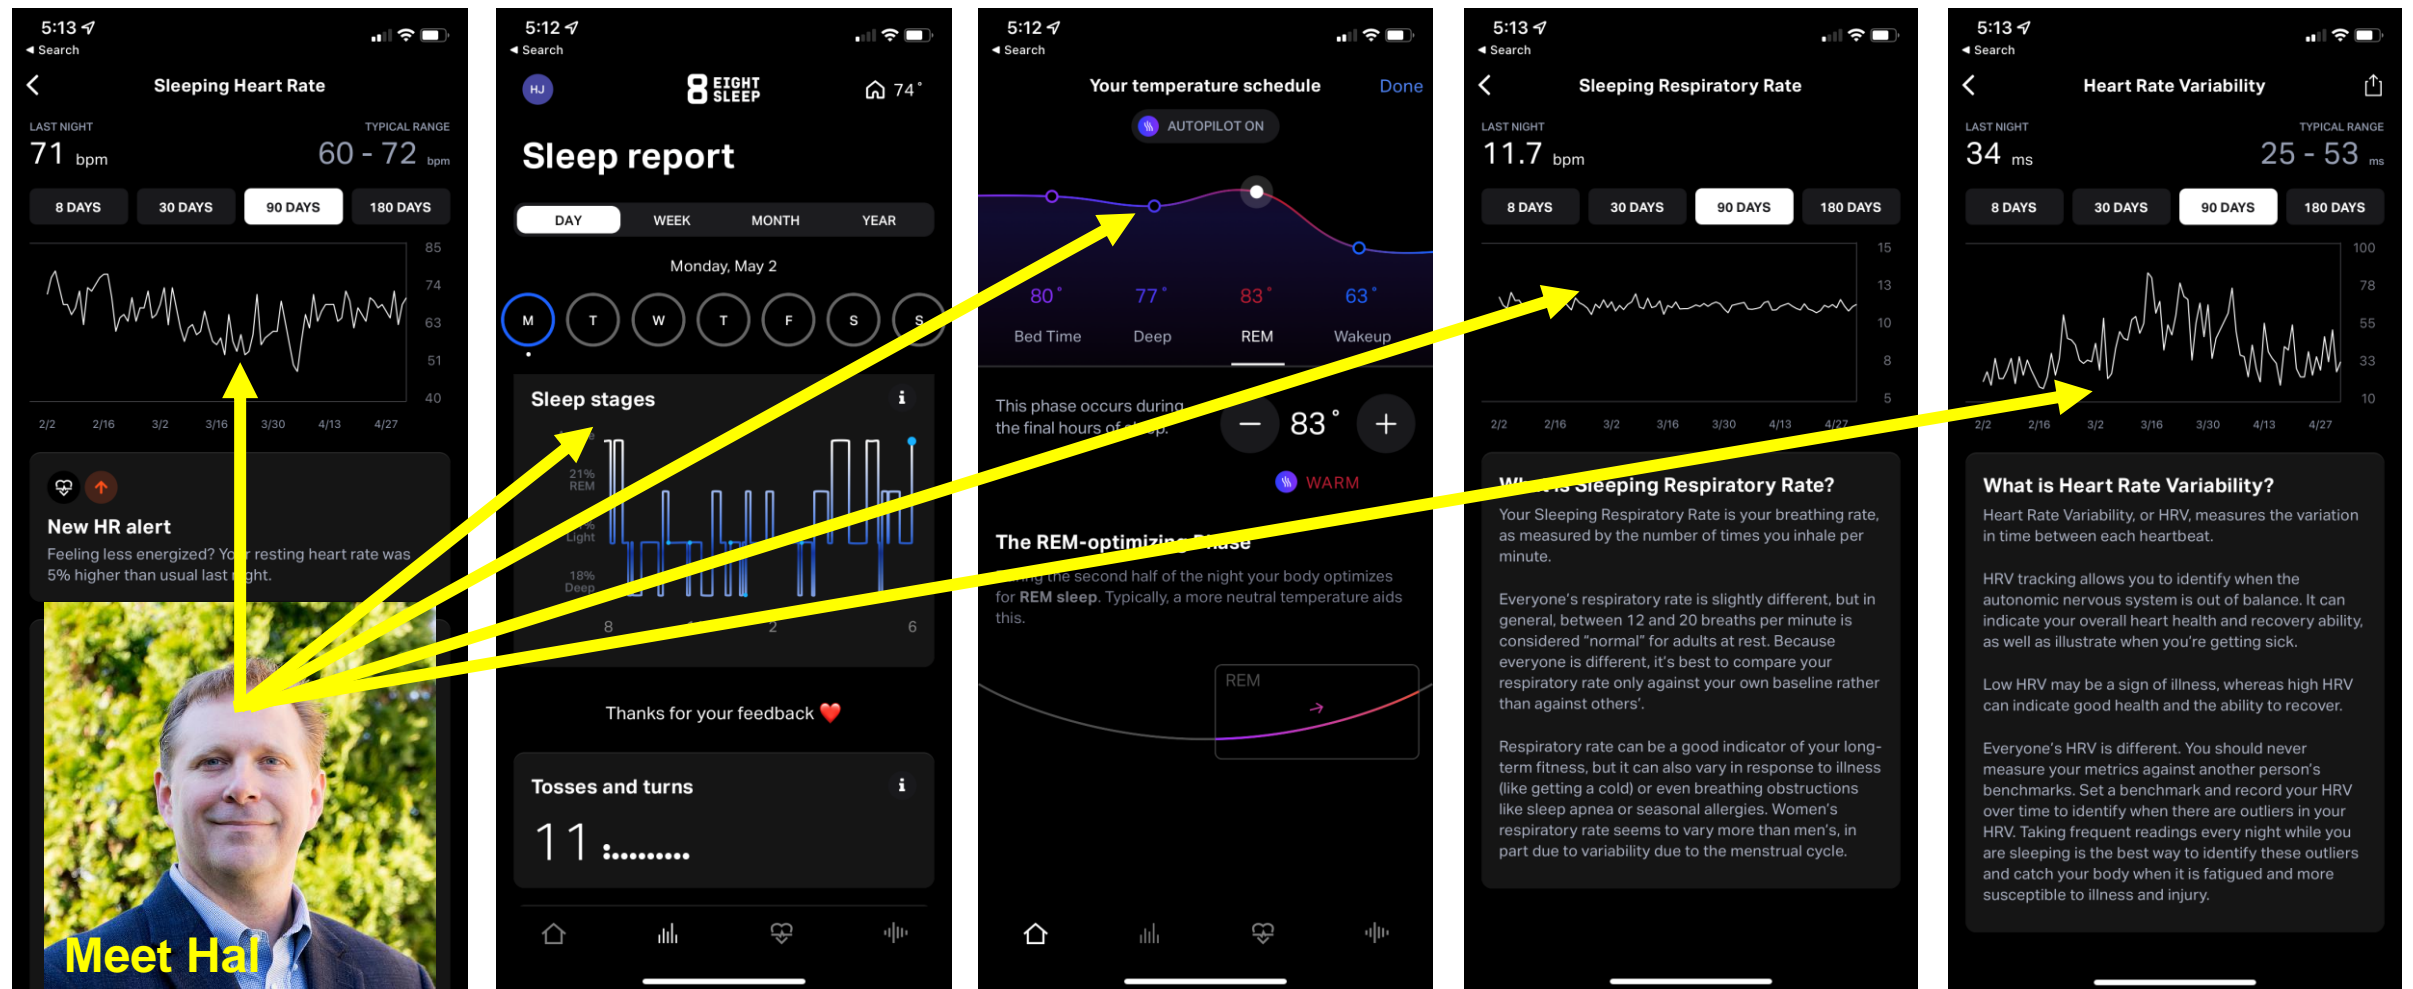 5:13
◄ Search
Sleeping Heart Rate
LAST NIGHT
TYPICAL RANGE
71 bpm
60 - 72 bpm
8 DAYS
30 DAYS
90 DAYS
180 DAYS
85
74
63
51
40
2/2
2/16
3/2
3/16
3/30
4/13
4/27
New HR alert
Feeling less energized? Your resting heart rate was
5% higher than usual last night.
Meet Hal
5:12
◄ Search
HJ
8 EIGHT
SLEEP
74°
Sleep report
DAY
WEEK
MONTH
YEAR
Monday, May 2
M
T
W
T
F
S
S
Sleep stages
i
21%
REM
Light
18%
Deep
8
2
6
Thanks for your feedback ❤️
Tosses and turns
i
11
5:12
◄ Search
Your temperature schedule
Done
AUTOPILOT ON
80°
77°
83°
63°
Bed Time
Deep
REM
Wakeup
This phase occurs during
the final hours of sleep.
− 83° +
WARM
The REM-optimizing Phase
During the second half of the night your body optimizes
for REM sleep. Typically, a more neutral temperature aids
this.
REM
5:13
◄ Search
Sleeping Respiratory Rate
LAST NIGHT
11.7 bpm
8 DAYS
30 DAYS
90 DAYS
180 DAYS
15
13
10
8
5
2/2
2/16
3/2
3/16
3/30
4/13
4/27
What is Sleeping Respiratory Rate?
Your Sleeping Respiratory Rate is your breathing rate,
as measured by the number of times you inhale per
minute.
Everyone's respiratory rate is slightly different, but in
general, between 12 and 20 breaths per minute is
considered "normal" for adults at rest. Because
everyone is different, it's best to compare your
respiratory rate only against your own baseline rather
than against others'.
Respiratory rate can be a good indicator of your long-
term fitness, but it can also vary in response to illness
(like getting a cold) or even breathing obstructions
like sleep apnea or seasonal allergies. Women's
respiratory rate seems to vary more than men's, in
part due to variability due to the menstrual cycle.
5:13
◄ Search
Heart Rate Variability
LAST NIGHT
TYPICAL RANGE
34 ms
25 - 53 ms
8 DAYS
30 DAYS
90 DAYS
180 DAYS
100
78
55
33
10
2/2
2/16
3/2
3/16
3/30
4/13
4/27
What is Heart Rate Variability?
Heart Rate Variability, or HRV, measures the variation
in time between each heartbeat.
HRV tracking allows you to identify when the
autonomic nervous system is out of balance. It can
indicate your overall heart health and recovery ability,
as well as illustrate when you're getting sick.
Low HRV may be a sign of illness, whereas high HRV
can indicate good health and the ability to recover.
Everyone's HRV is different. You should never
measure your metrics against another person's
benchmarks. Set a benchmark and record your HRV
over time to identify when there are outliers in your
HRV. Taking frequent readings every night while you
are sleeping is the best way to identify these outliers
and catch your body when it is fatigued and more
susceptible to illness and injury.